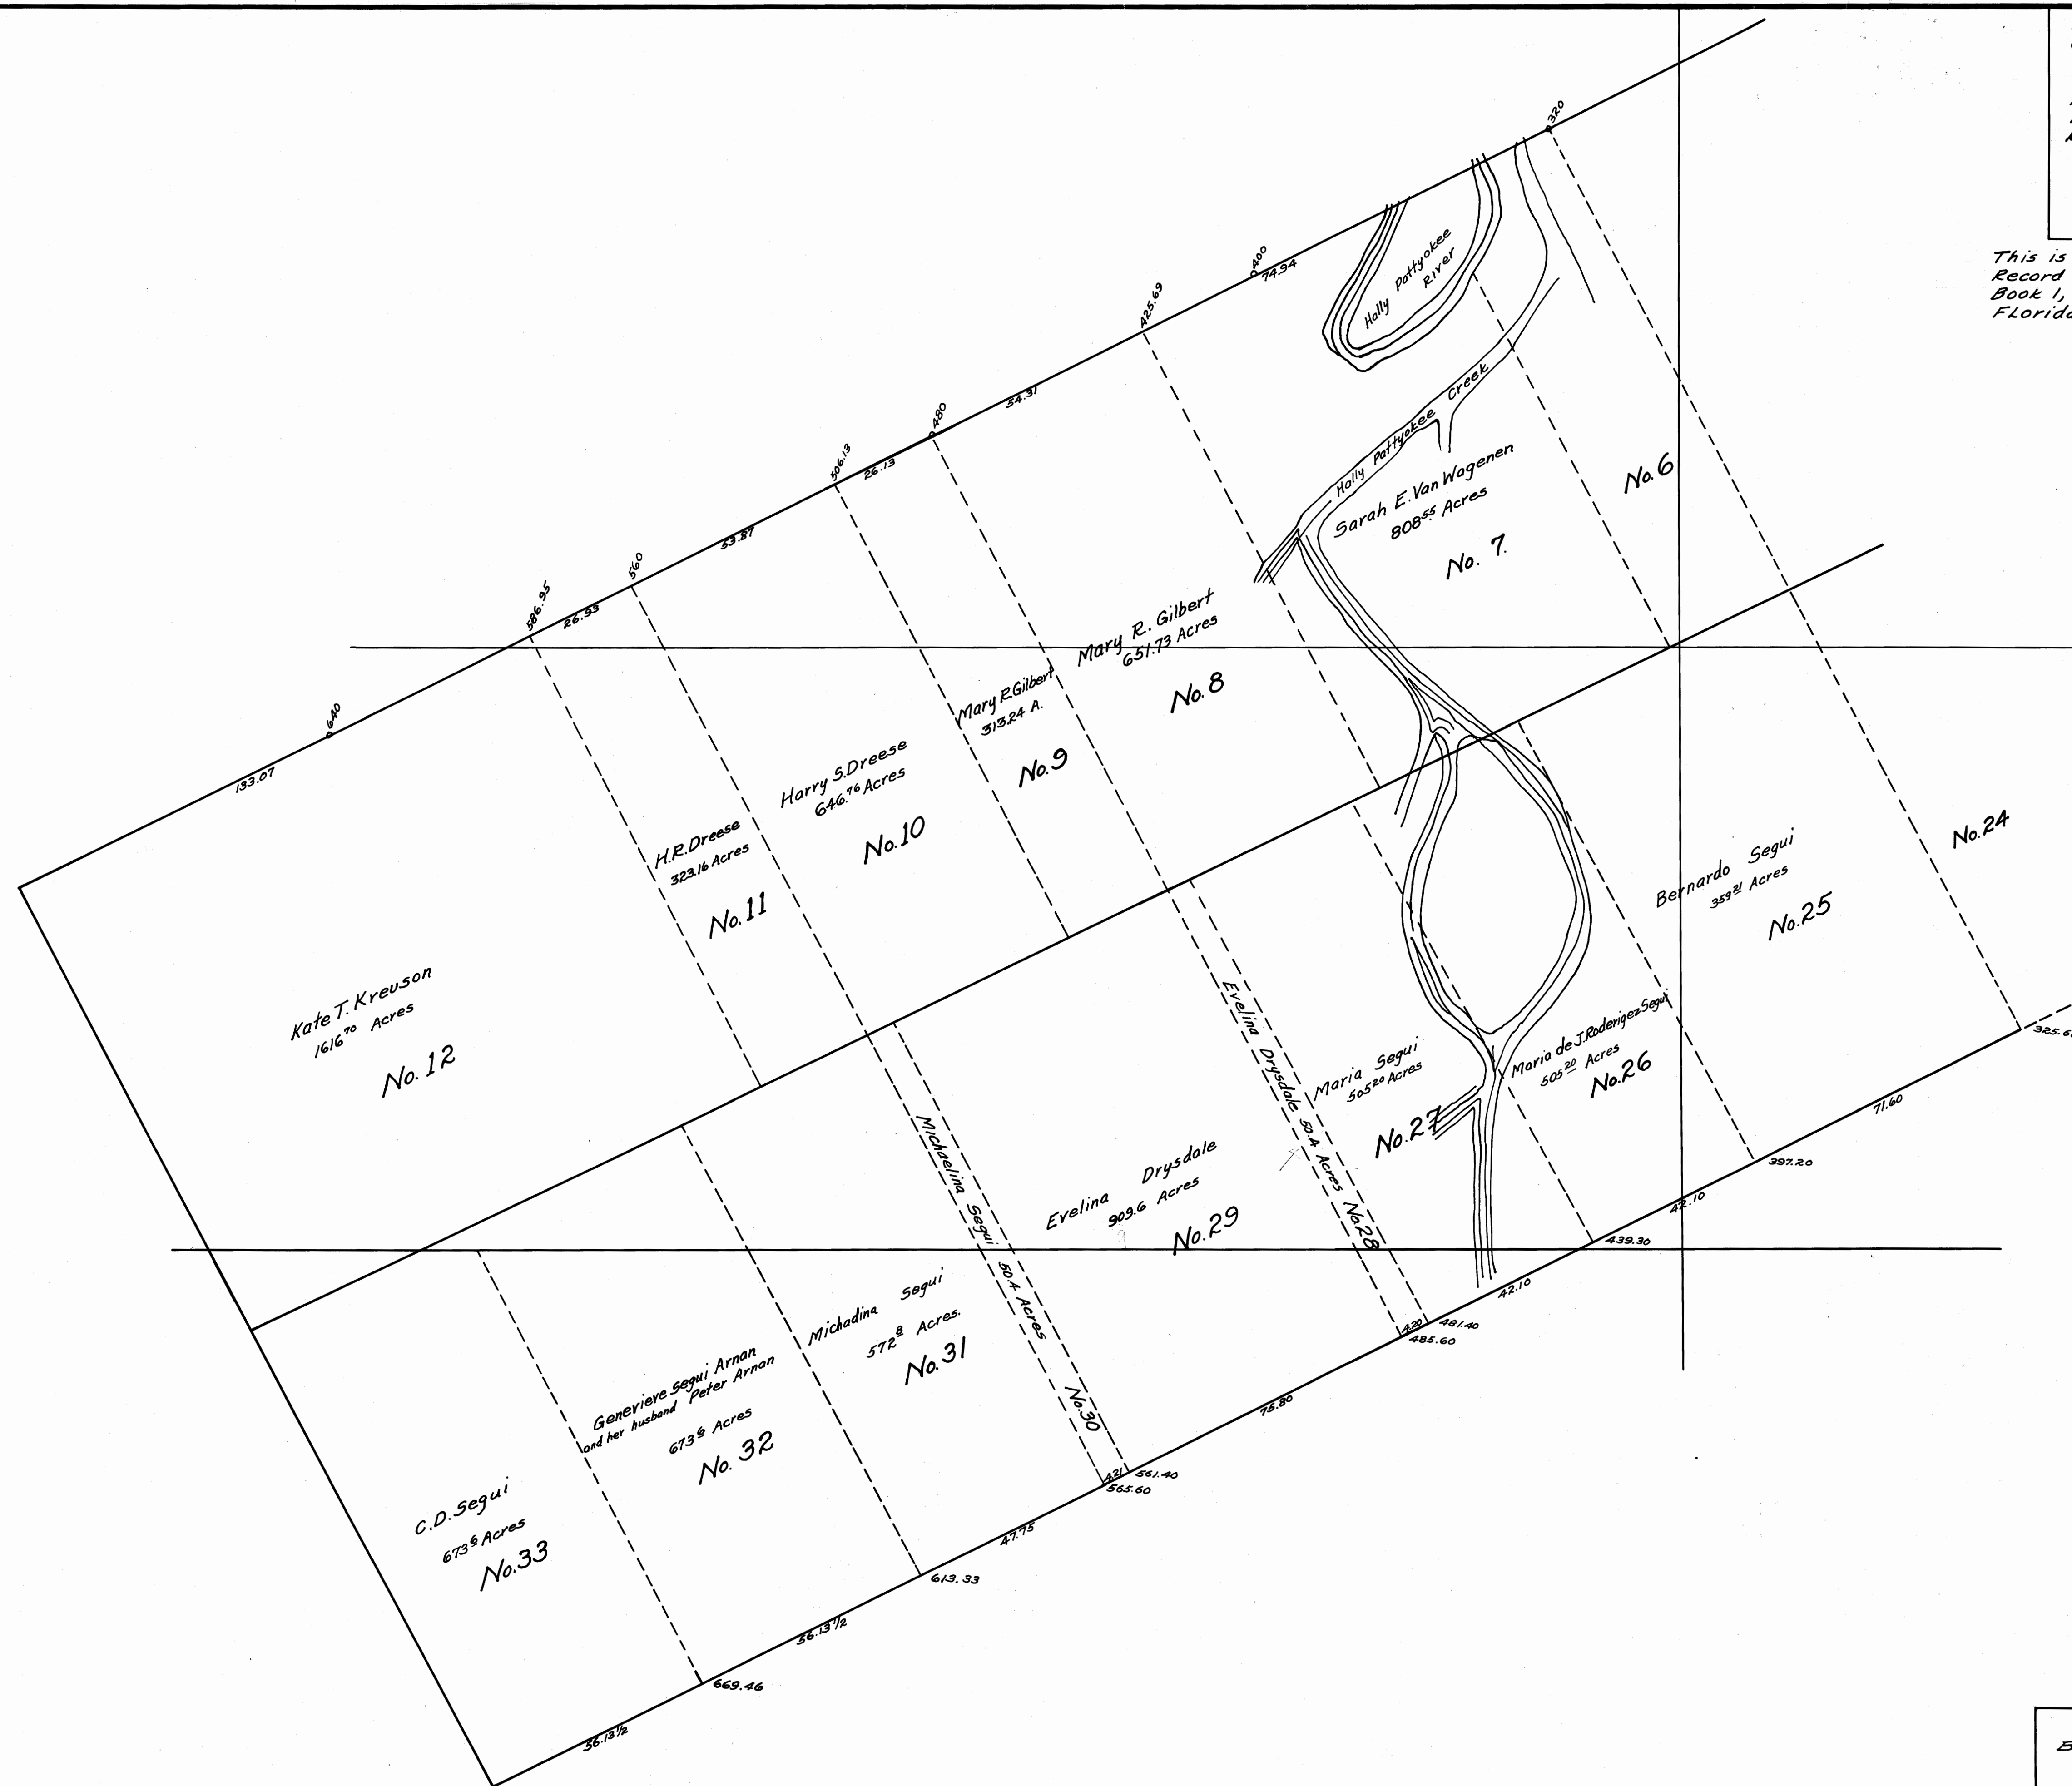 320
400
74.94
425.69
54.31
480
26.13
506.13
53.87
560
26.93
586.95
640
133.07
Hally Pattyokee
River
Hally Pattyokee Creek
This is
Record
Book 1,
Florida
No.6
Sarah E. Van Wagenen
808 55 Acres
No. 7.
Mary R. Gilbert
651.73 Acres
No.8
Mary R. Gilbert
313.24 A.
No.9
Harry S. Dreese
646.76 Acres
No.10
H.R. Dreese
323.16 Acres
No.11
Kate T. Kreuson
1616 70 Acres
No. 12
No.24
Bernardo Segui
359 21 Acres
No.25
Maria de J. Roderigez Segui
505 20 Acres
No.26
Maria Segui
505 20 Acres
No.27
Evelina Drysdale 50.4 Acres No.28
Evelina Drysdale
909.6 Acres
No.29
Michaelina Segui 50.4 Acres No.30
Michadina Segui
572 8 Acres.
No.31
Genevieve Segui Arnan
and her husband Peter Arnan
673 6 Acres
No. 32
C.D. Segui
673 6 Acres
No.33
71.60
397.20
42.10
439.30
42.10
481.40
4.20
485.60
75.80
561.40
4.21
565.60
47.75
613.33
56.13 1/2
669.46
56.13 1/2